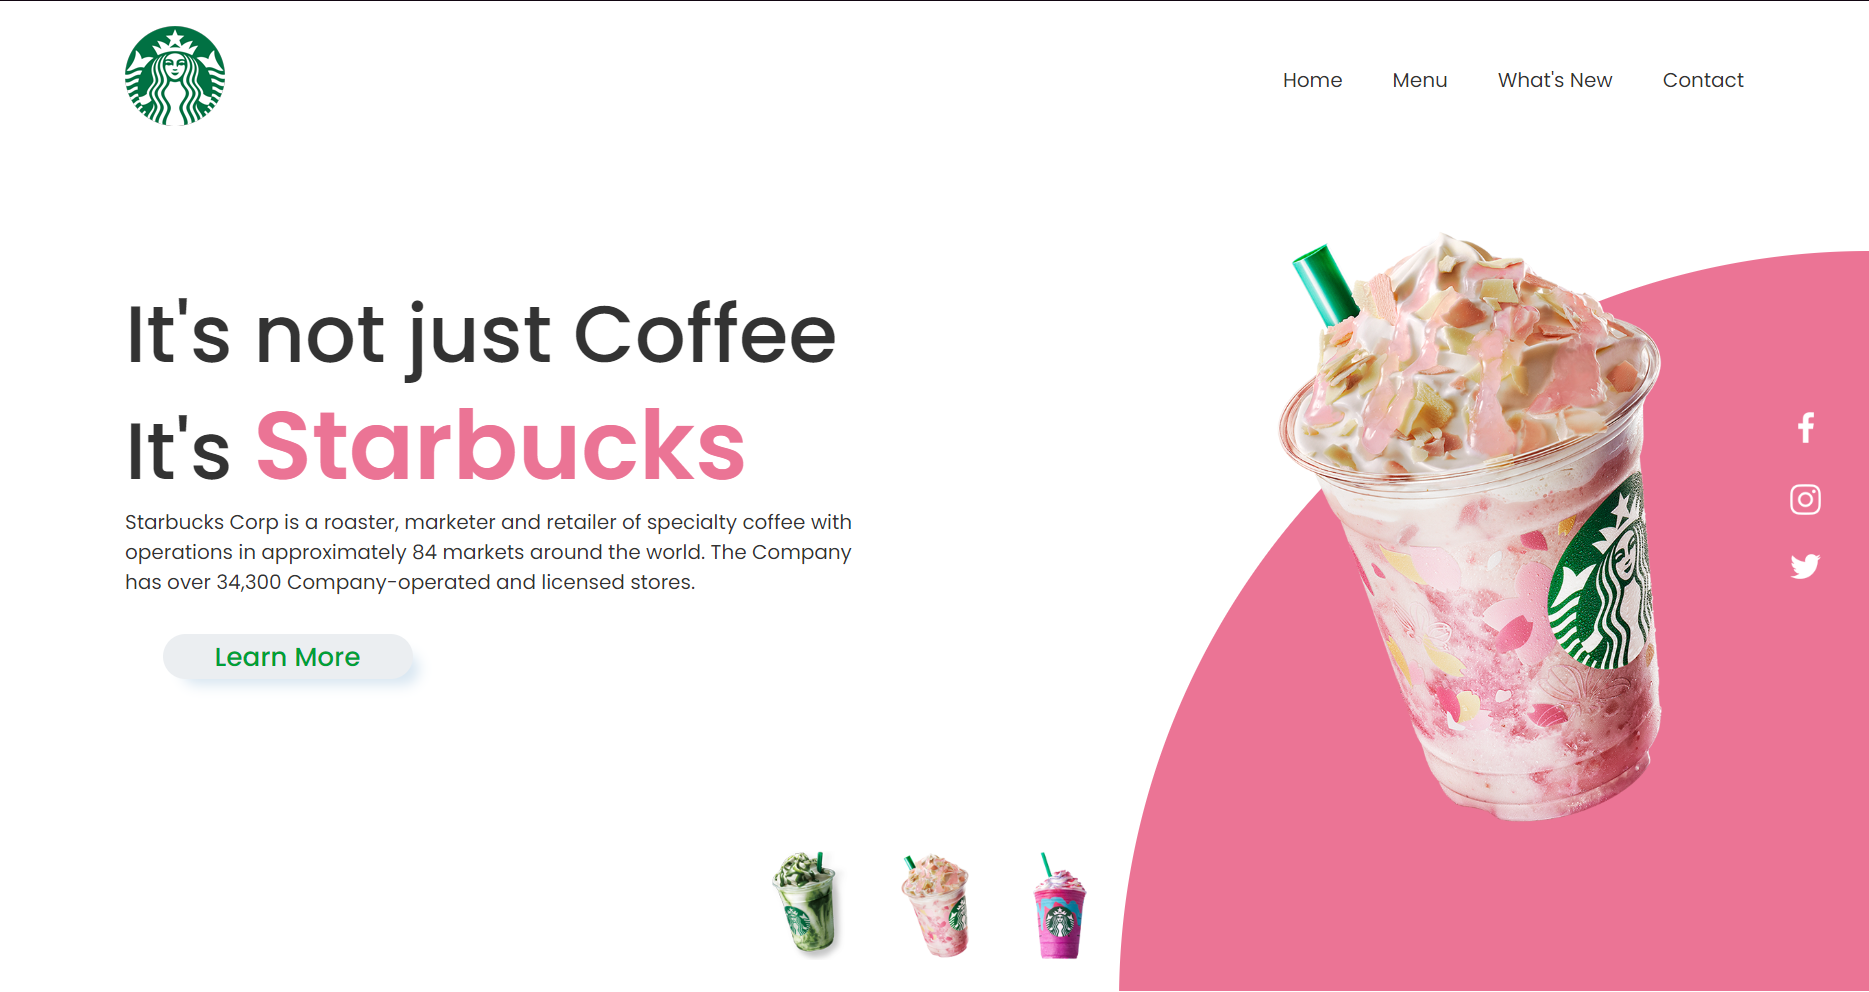 Home
Menu
What's New
Contact
It's not just Coffee
It's Starbucks
Starbucks Corp is a roaster, marketer and retailer of specialty coffee with
operations in approximately 84 markets around the world. The Company
has over 34,300 Company-operated and licensed stores.
Learn More